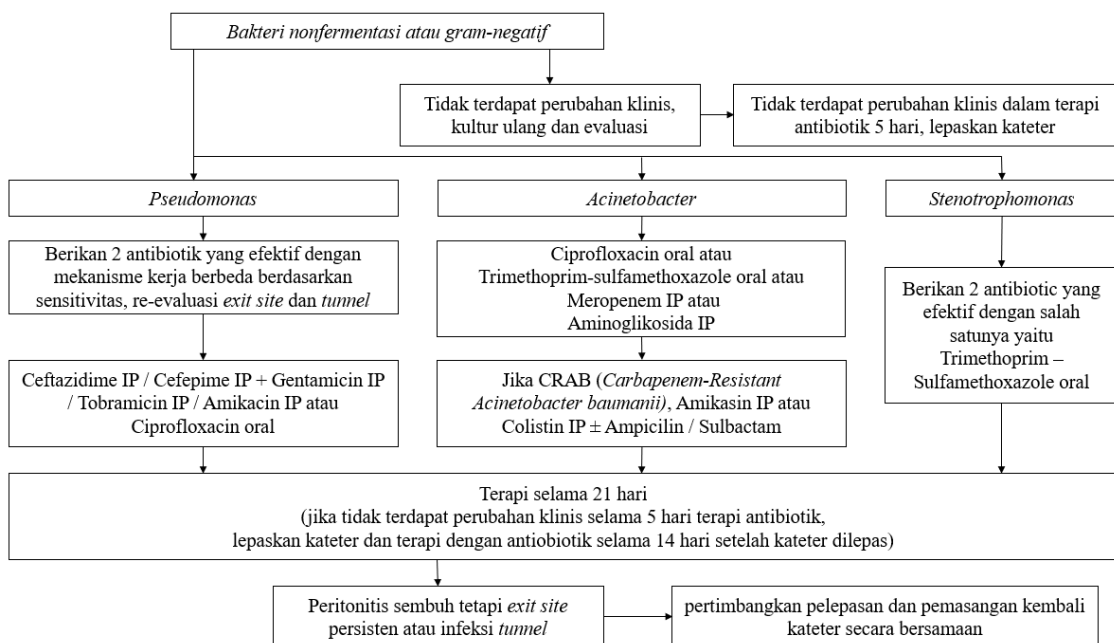 Bakteri nonfermentasi atau gram-negatif
Tidak terdapat perubahan klinis,
kultur ulang dan evaluasi
Tidak terdapat perubahan klinis dalam terapi
antibiotik 5 hari, lepaskan kateter
Pseudomonas
Acinetobacter
Stenotrophomonas
Berikan 2 antibiotik yang efektif dengan
mekanisme kerja berbeda berdasarkan
sensitivitas, re-evaluasi exit site dan tunnel
Ciprofloxacin oral atau
Trimethoprim-sulfamethoxazole oral atau
Meropenem IP atau
Aminoglikosida IP
Berikan 2 antibiotic yang
efektif dengan salah
satunya yaitu
Trimethoprim –
Sulfamethoxazole oral
Ceftazidime IP / Cefepime IP + Gentamicin IP
/ Tobramicin IP / Amikacin IP atau
Ciprofloxacin oral
Jika CRAB (Carbapenem-Resistant
Acinetobacter baumanii), Amikasin IP atau
Colistin IP ± Ampicilin / Sulbactam
Terapi selama 21 hari
(jika tidak terdapat perubahan klinis selama 5 hari terapi antibiotik,
lepaskan kateter dan terapi dengan antiobiotik selama 14 hari setelah kateter dilepas)
Peritonitis sembuh tetapi exit site
persisten atau infeksi tunnel
pertimbangkan pelepasan dan pemasangan kembali
kateter secara bersamaan